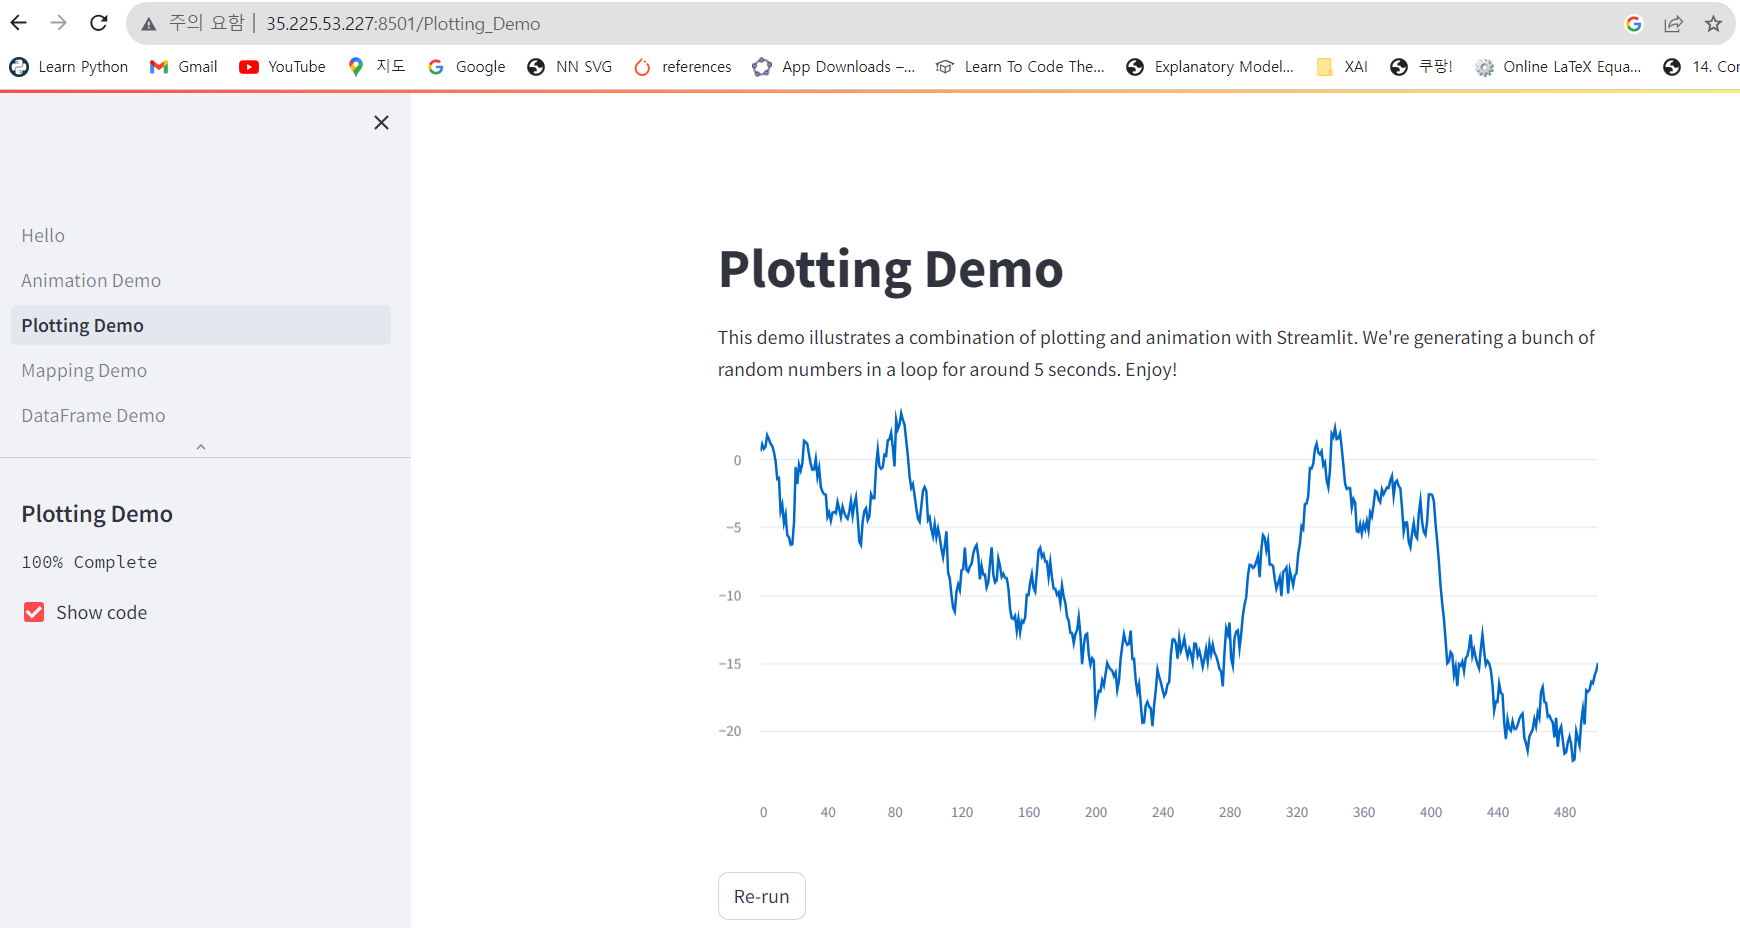 주의 요함 | 35.225.53.227:8501/Plotting_Demo
Learn Python Gmail YouTube 지도 Google NN SVG references App Downloads –... Learn To Code The... Explanatory Model... XAI 쿠팡! Online LaTeX Equa... 14. Cor
Hello
Animation Demo
Plotting Demo
Mapping Demo
DataFrame Demo
Plotting Demo
100% Complete
Show code
Plotting Demo
This demo illustrates a combination of plotting and animation with Streamlit. We're generating a bunch of
random numbers in a loop for around 5 seconds. Enjoy!
0
−5
−10
−15
−20
0 40 80 120 160 200 240 280 320 360 400 440 480
Re-run